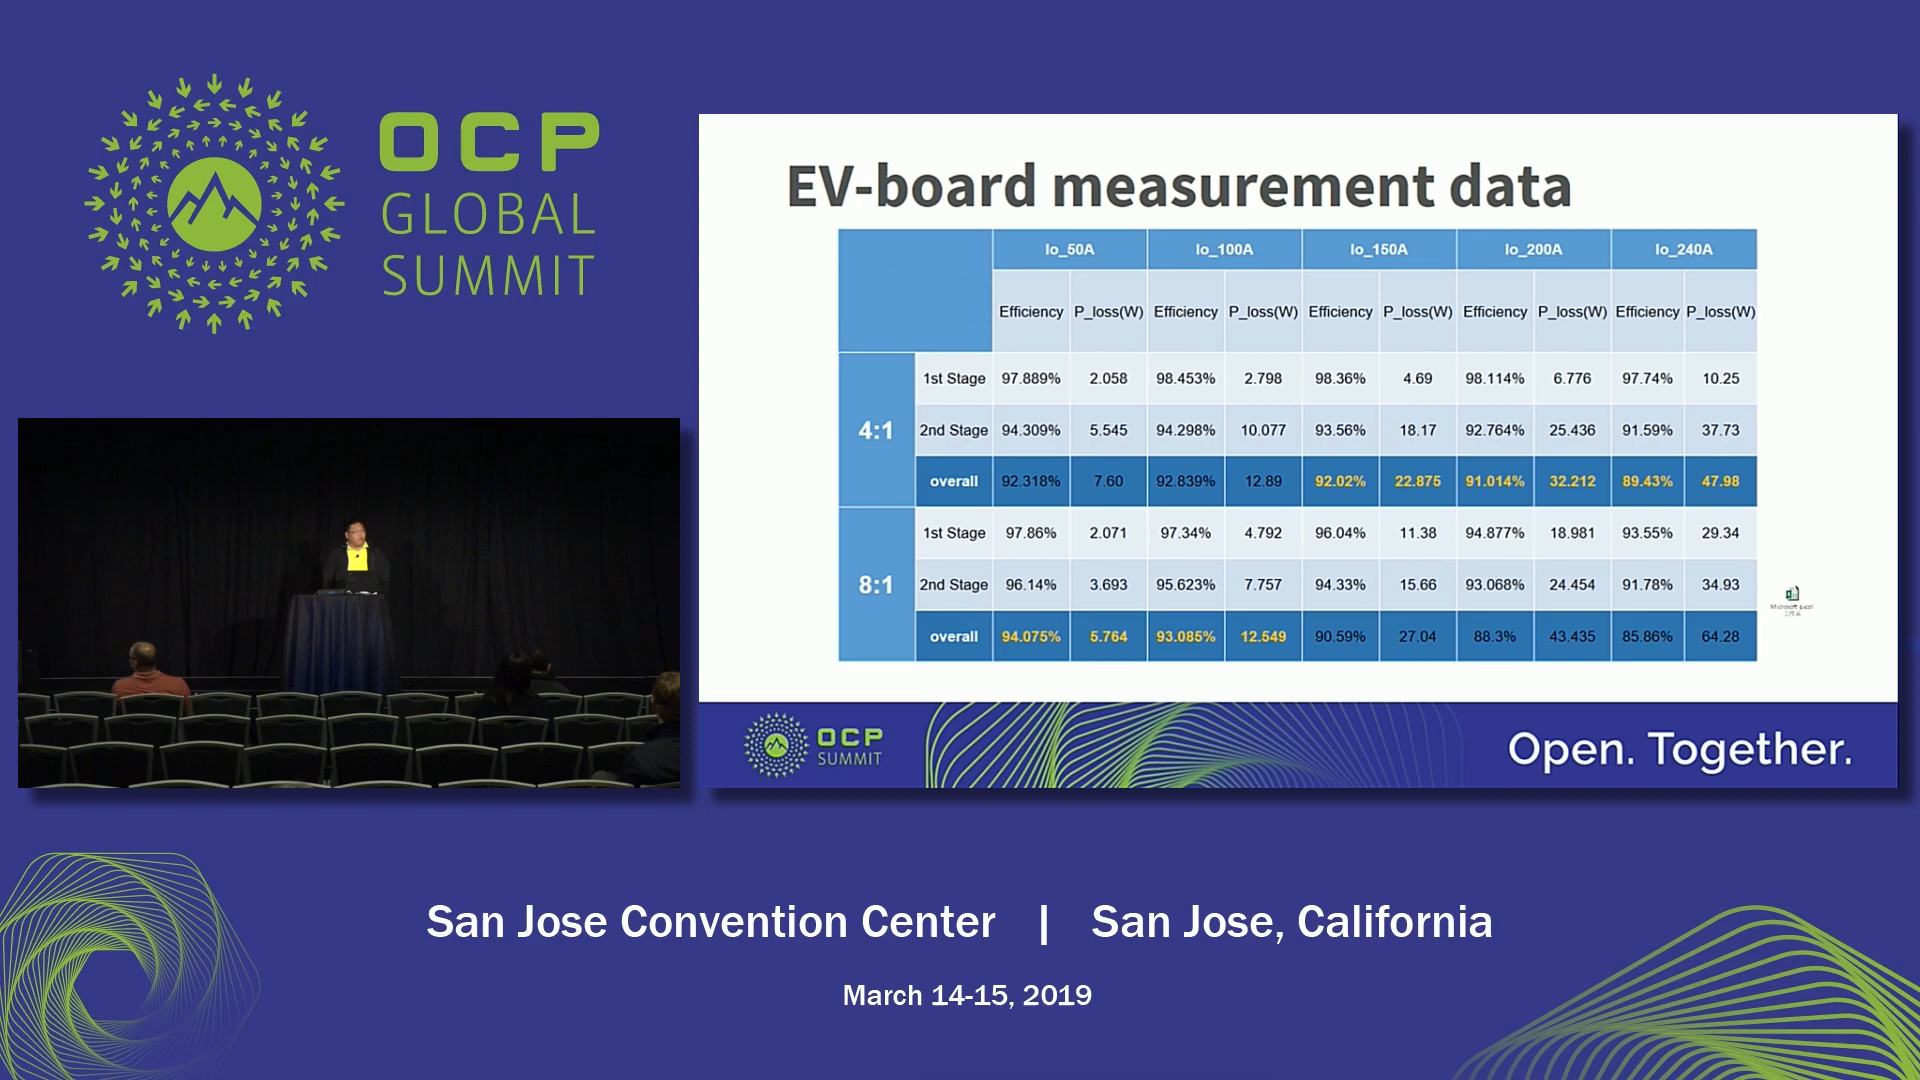 OCP
GLOBAL
SUMMIT
EV-board measurement data
Io_50A Io_100A Io_150A Io_200A Io_240A
Efficiency P_loss(W) Efficiency P_loss(W) Efficiency P_loss(W) Efficiency P_loss(W) Efficiency P_loss(W)
4:1
1st Stage 97.889% 2.058 98.453% 2.798 98.36% 4.69 98.114% 6.776 97.74% 10.25
2nd Stage 94.309% 5.545 94.298% 10.077 93.56% 18.17 92.764% 25.436 91.59% 37.73
overall 92.318% 7.60 92.839% 12.89 92.02% 22.875 91.014% 32.212 89.43% 47.98
8:1
1st Stage 97.86% 2.071 97.34% 4.792 96.04% 11.38 94.877% 18.981 93.55% 29.34
2nd Stage 96.14% 3.693 95.623% 7.757 94.33% 15.66 93.068% 24.454 91.78% 34.93
overall 94.075% 5.764 93.085% 12.549 90.59% 27.04 88.3% 43.435 85.86% 64.28
Microsoft Excel
OCP
SUMMIT
Open. Together.
San Jose Convention Center | San Jose, California
March 14-15, 2019